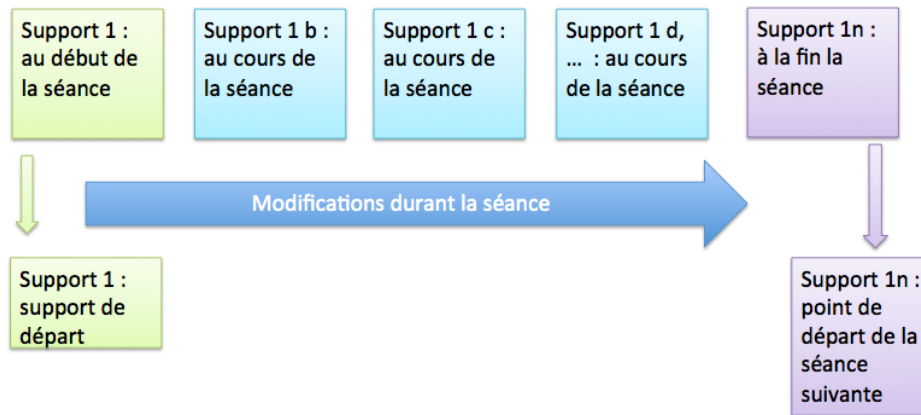 Support 1 :
au début de
la séance
Support 1 b :
au cours de
la séance
Support 1 c :
au cours de
la séance
Support 1 d,
... : au cours
de la séance
Support 1n :
à la fin la
séance
Modifications durant la séance
Support 1 :
support de
départ
Support 1n :
point de
départ de la
séance
suivante